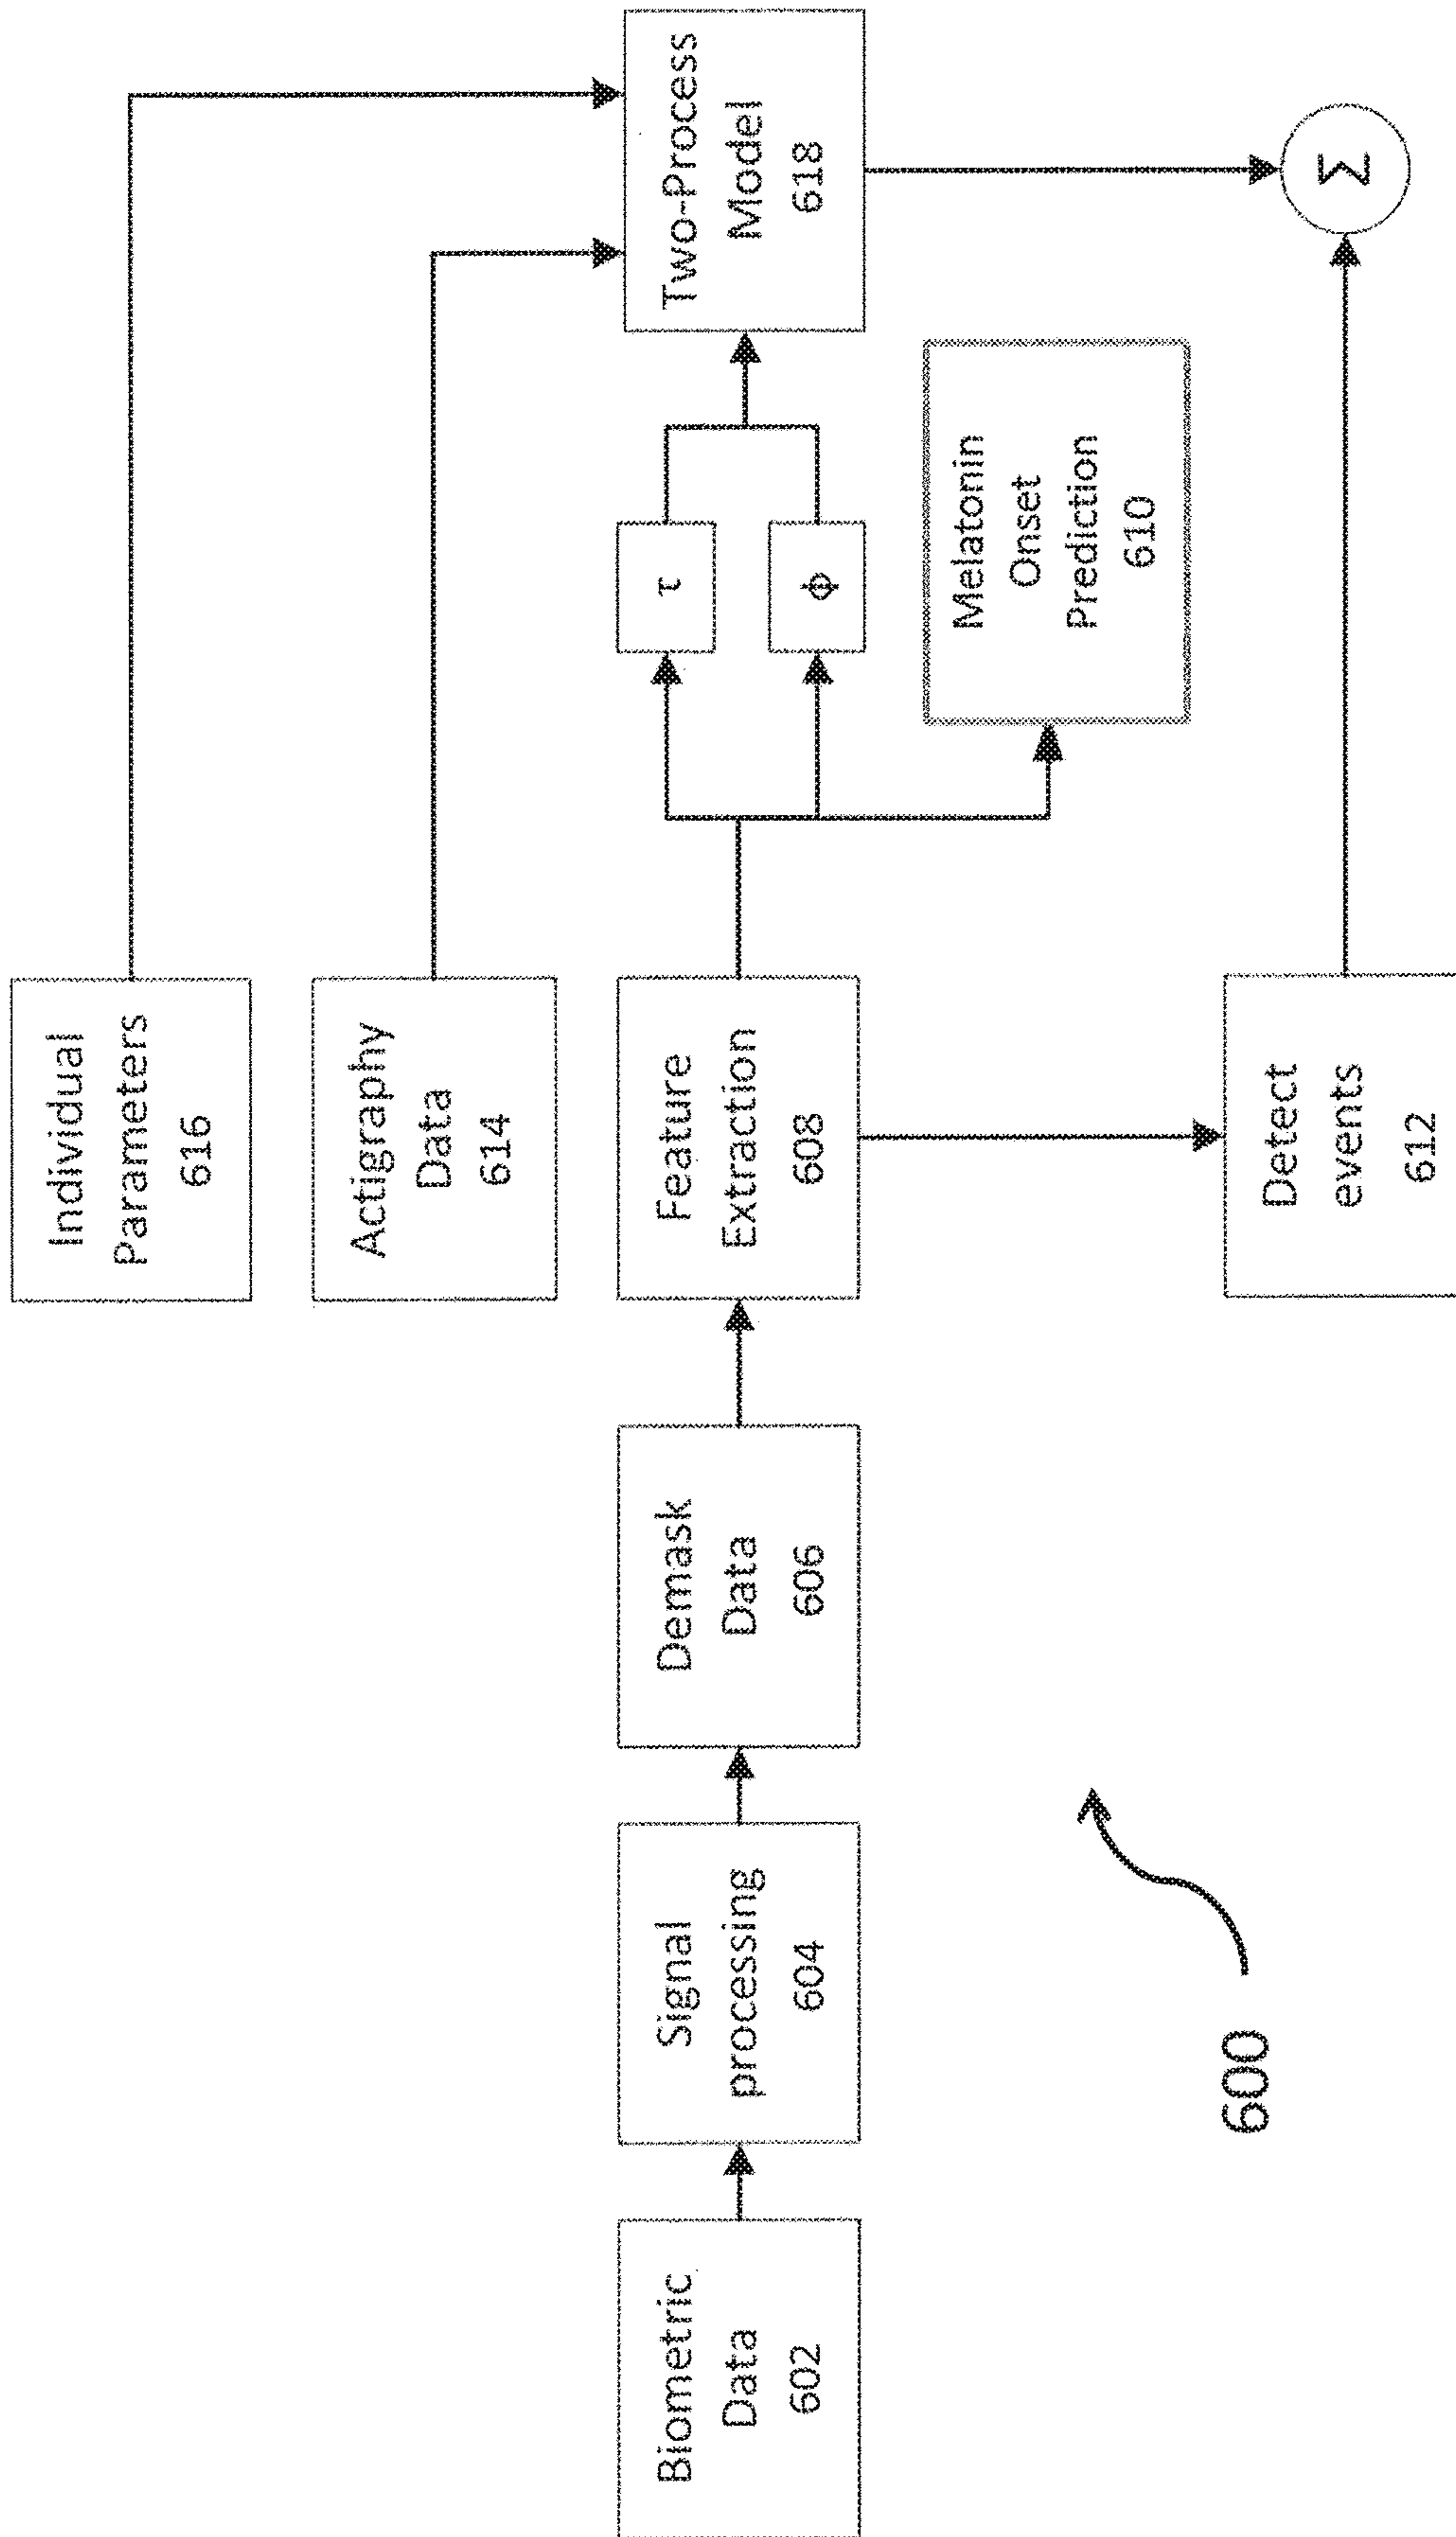 Individual
Parameters
616
Actigraphy
Data
614
Biometric
Data
602
Signal
processing
604
Demask
Data
606
Feature
Extraction
608
τ
ϕ
Two-Process
Model
618
Melatonin
Onset
Prediction
610
Detect
events
612
Σ
600